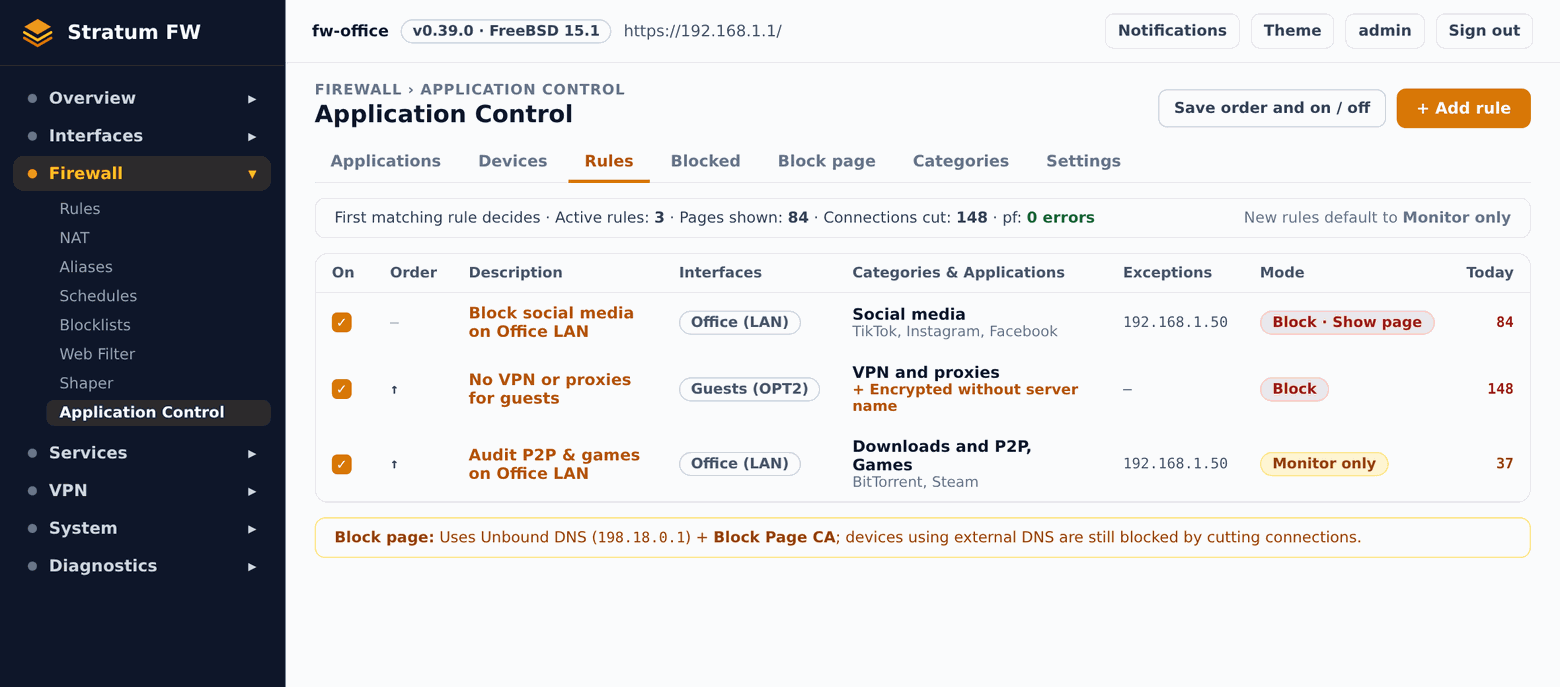 Stratum FW
fw-office
v0.39.0 · FreeBSD 15.1
https://192.168.1.1/
Notifications
Theme
admin
Sign out
Overview ▸
Interfaces ▸
Firewall ▾
Rules
NAT
Aliases
Schedules
Blocklists
Web Filter
Shaper
Application Control
Services ▸
VPN ▸
System ▸
Diagnostics ▸
FIREWALL › APPLICATION CONTROL
Application Control
Save order and on / off
+ Add rule
Applications
Devices
Rules
Blocked
Block page
Categories
Settings
First matching rule decides · Active rules: 3 · Pages shown: 84 · Connections cut: 148 · pf: 0 errors
New rules default to Monitor only
On
Order
Description
Interfaces
Categories & Applications
Exceptions
Mode
Today
✓
—
Block social media
on Office LAN
Office (LAN)
Social media
TikTok, Instagram, Facebook
192.168.1.50
Block · Show page
84
✓
↑
No VPN or proxies
for guests
Guests (OPT2)
VPN and proxies
+ Encrypted without server
name
—
Block
148
✓
↑
Audit P2P & games
on Office LAN
Office (LAN)
Downloads and P2P,
Games
BitTorrent, Steam
192.168.1.50
Monitor only
37
Block page: Uses Unbound DNS (198.18.0.1) + Block Page CA; devices using external DNS are still blocked by cutting connections.